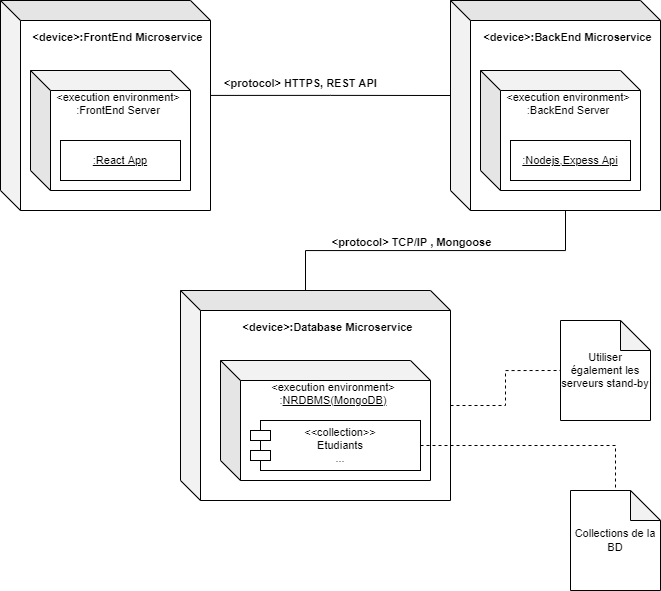 <device>:FrontEnd Microservice
<execution environment>
:FrontEnd Server
:React App
<protocol> HTTPS, REST API
<device>:BackEnd Microservice
<execution environment>
:BackEnd Server
:Nodejs,Expess Api
<protocol> TCP/IP , Mongoose
<device>:Database Microservice
<execution environment>
:NRDBMS(MongoDB)
<<collection>>
Etudiants
...
Utiliser
également les
serveurs stand-by
Collections de la
BD